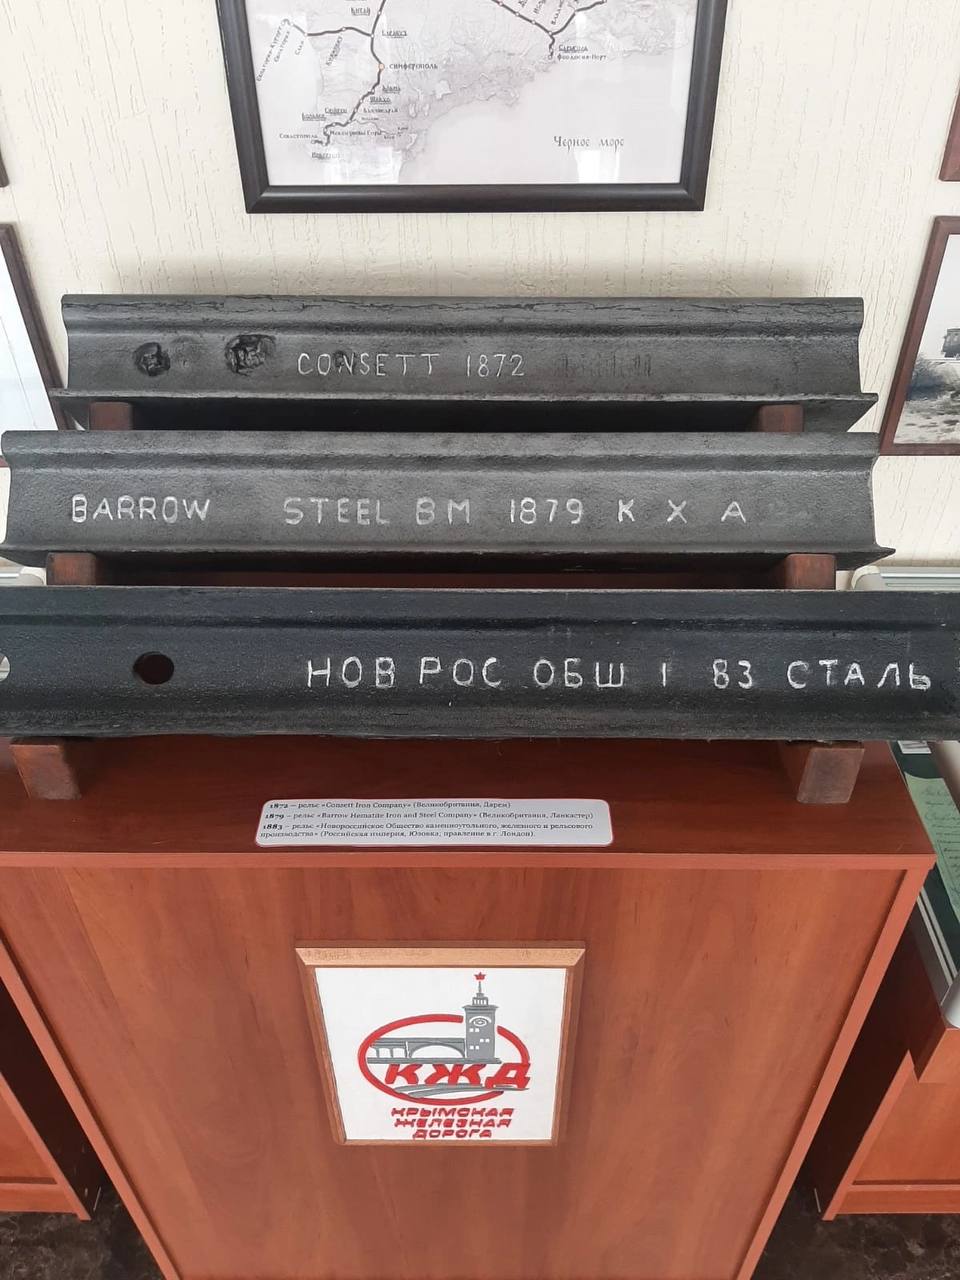 СИМФЕРОПОЛЬ
Черное море
CONSETT 1872
BARROW STEEL BM 1879 К Х А
НОВ РОС ОБШ 1 83 СТАЛЬ
1872 – рельс «Consett Iron Company» (Великобритания, Дарем)
1879 – рельс «Barrow Hematite Iron and Steel Company» (Великобритания, Ланкастер)
1883 – рельс «Новороссийское Общество каменноугольного, железного и рельсового
производства» (Российская империя, Юзовка; правление в г. Лондон).
КЖД
КРЫМСКАЯ
ЖЕЛЕЗНАЯ
ДОРОГА